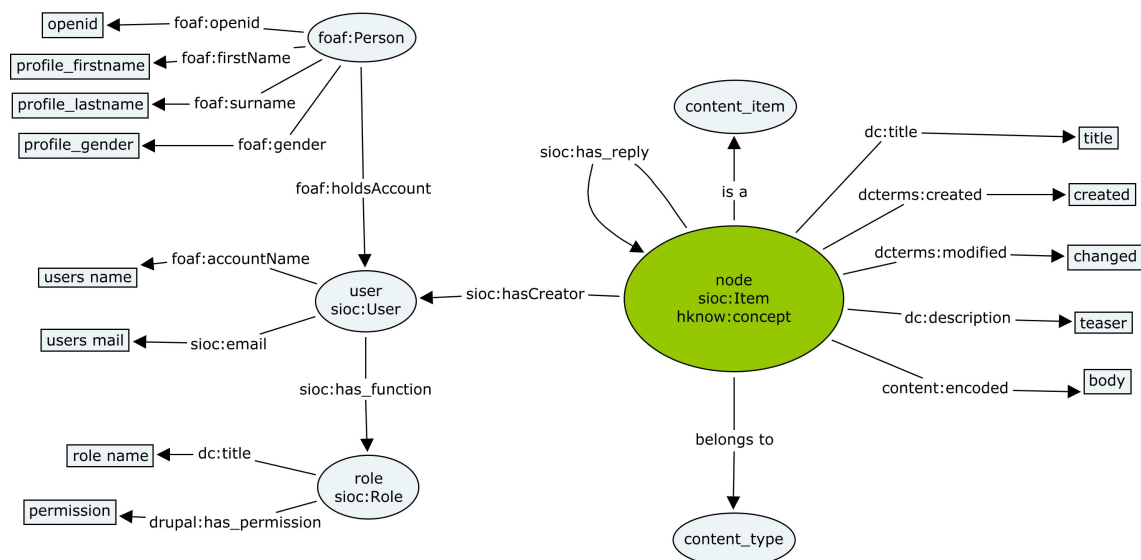 openid
foaf:openid
foaf:Person
profile_firstname
foaf:firstName
profile_lastname
foaf:surname
profile_gender
foaf:gender
foaf:holdsAccount
users name
foaf:accountName
user
sioc:User
users mail
sioc:email
sioc:has_function
role name
dc:title
role
sioc:Role
permission
drupal:has_permission
sioc:hasCreator
content_item
sioc:has_reply
is a
node
sioc:Item
hknow:concept
dc:title
title
dcterms:created
created
dcterms:modified
changed
dc:description
teaser
content:encoded
body
belongs to
content_type